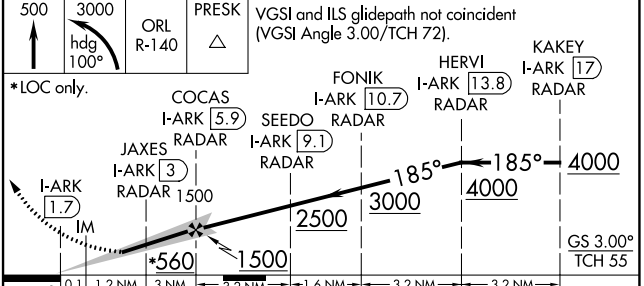 500
3000
hdg
100°
ORL
R-140
PRESK
VGSI and ILS glidepath not coincident
(VGSI Angle 3.00/TCH 72).
*LOC only.
KAKEY
I-ARK 17
RADAR
HERVI
I-ARK 13.8
RADAR
FONIK
I-ARK 10.7
RADAR
SEEDO
I-ARK 9.1
RADAR
COCAS
I-ARK 5.9
RADAR
1500
JAXES
I-ARK 3
RADAR
I-ARK
1.7
IM
185°
185°
4000
4000
3000
2500
1500
*560
GS 3.00°
TCH 55
0.1
1.2 NM
3 NM
1.6 NM
3.2 NM
3.2 NM